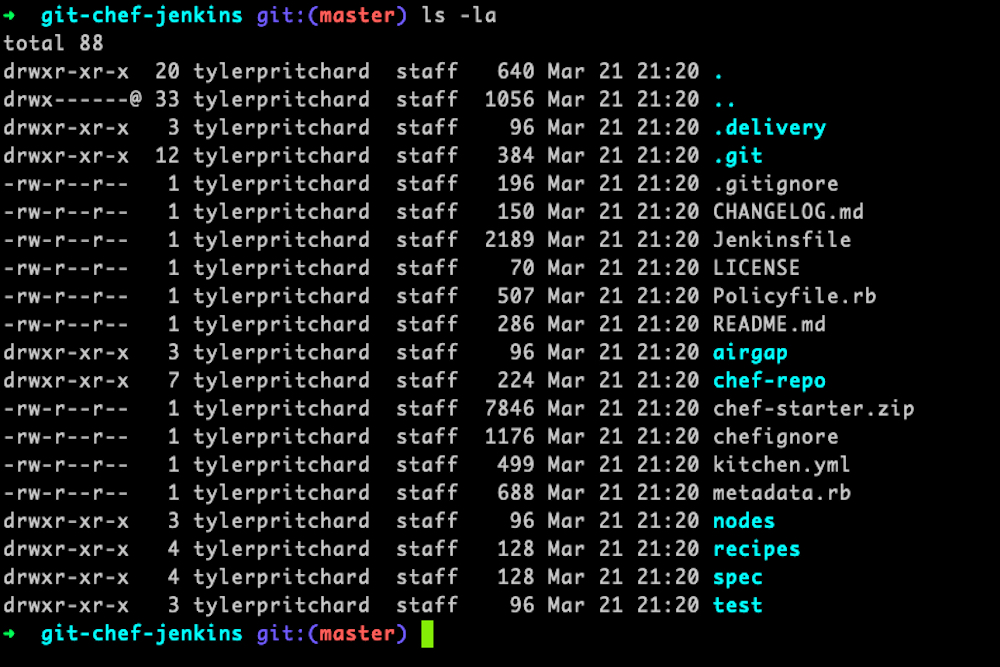 ➜  git-chef-jenkins git:(master) ls -la
total 88
drwxr-xr-x  20 tylerpritchard  staff   640 Mar 21 21:20 .
drwx------@ 33 tylerpritchard  staff  1056 Mar 21 21:20 ..
drwxr-xr-x   3 tylerpritchard  staff    96 Mar 21 21:20 .delivery
drwxr-xr-x  12 tylerpritchard  staff   384 Mar 21 21:20 .git
-rw-r--r--   1 tylerpritchard  staff   196 Mar 21 21:20 .gitignore
-rw-r--r--   1 tylerpritchard  staff   150 Mar 21 21:20 CHANGELOG.md
-rw-r--r--   1 tylerpritchard  staff  2189 Mar 21 21:20 Jenkinsfile
-rw-r--r--   1 tylerpritchard  staff    70 Mar 21 21:20 LICENSE
-rw-r--r--   1 tylerpritchard  staff   507 Mar 21 21:20 Policyfile.rb
-rw-r--r--   1 tylerpritchard  staff   286 Mar 21 21:20 README.md
drwxr-xr-x   3 tylerpritchard  staff    96 Mar 21 21:20 airgap
drwxr-xr-x   7 tylerpritchard  staff   224 Mar 21 21:20 chef-repo
-rw-r--r--   1 tylerpritchard  staff  7846 Mar 21 21:20 chef-starter.zip
-rw-r--r--   1 tylerpritchard  staff  1176 Mar 21 21:20 chefignore
-rw-r--r--   1 tylerpritchard  staff   499 Mar 21 21:20 kitchen.yml
-rw-r--r--   1 tylerpritchard  staff   688 Mar 21 21:20 metadata.rb
drwxr-xr-x   3 tylerpritchard  staff    96 Mar 21 21:20 nodes
drwxr-xr-x   4 tylerpritchard  staff   128 Mar 21 21:20 recipes
drwxr-xr-x   4 tylerpritchard  staff   128 Mar 21 21:20 spec
drwxr-xr-x   3 tylerpritchard  staff    96 Mar 21 21:20 test
➜  git-chef-jenkins git:(master)